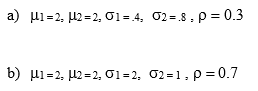 a) μ1=2, μ2=2, σ1=.4, σ2=.8 , ρ = 0.3
b) μ1=2, μ2=2, σ1=2, σ2=1 , ρ = 0.7